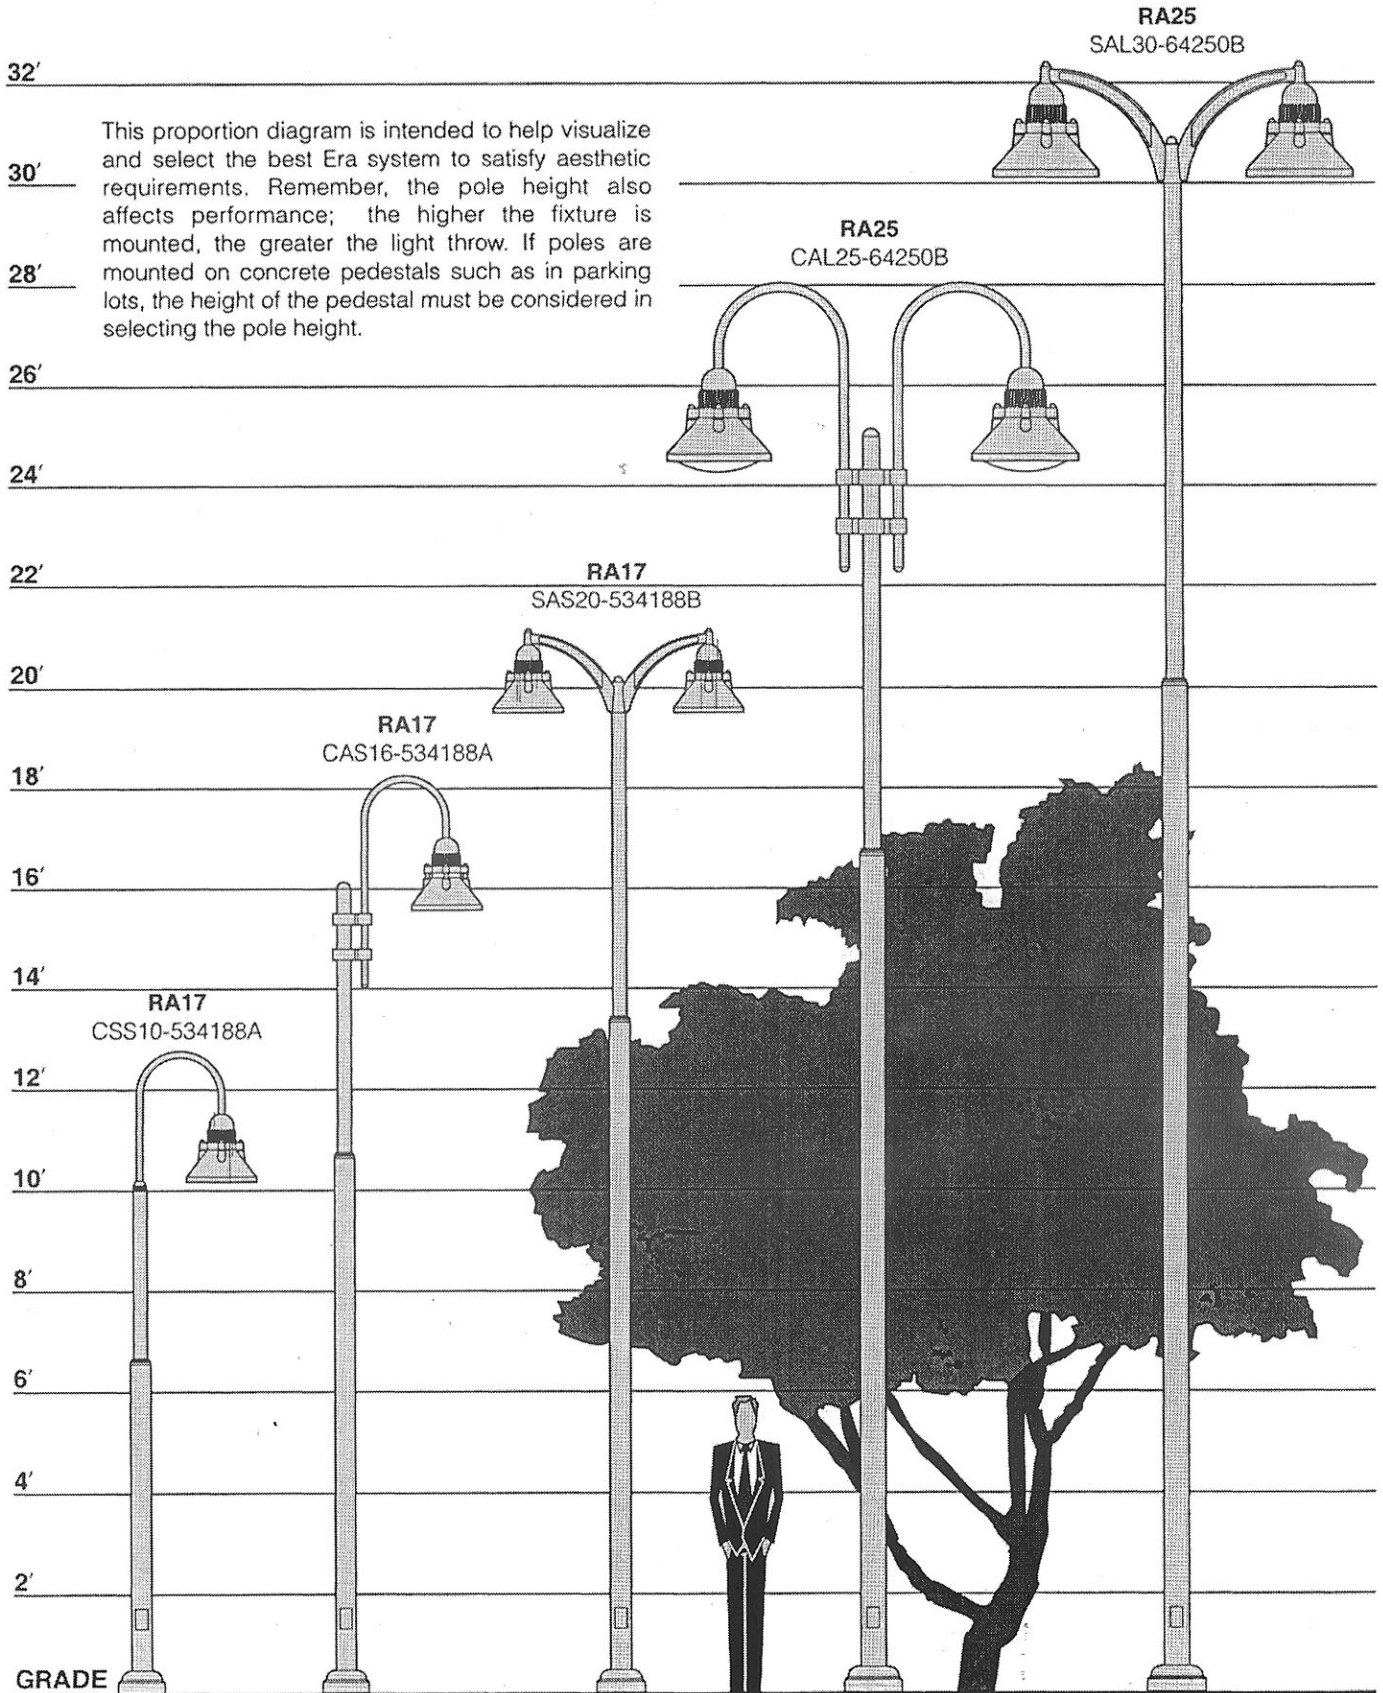 RA25
SAL30-64250B
32′
This proportion diagram is intended to help visualize
and select the best Era system to satisfy aesthetic
requirements. Remember, the pole height also
affects performance; the higher the fixture is
mounted, the greater the light throw. If poles are
mounted on concrete pedestals such as in parking
lots, the height of the pedestal must be considered in
selecting the pole height.
30′
RA25
CAL25-64250B
28′
26′
24′
22′
RA17
SAS20-534188B
20′
RA17
CAS16-534188A
18′
16′
14′
RA17
CSS10-534188A
12′
10′
8′
6′
4′
2′
GRADE